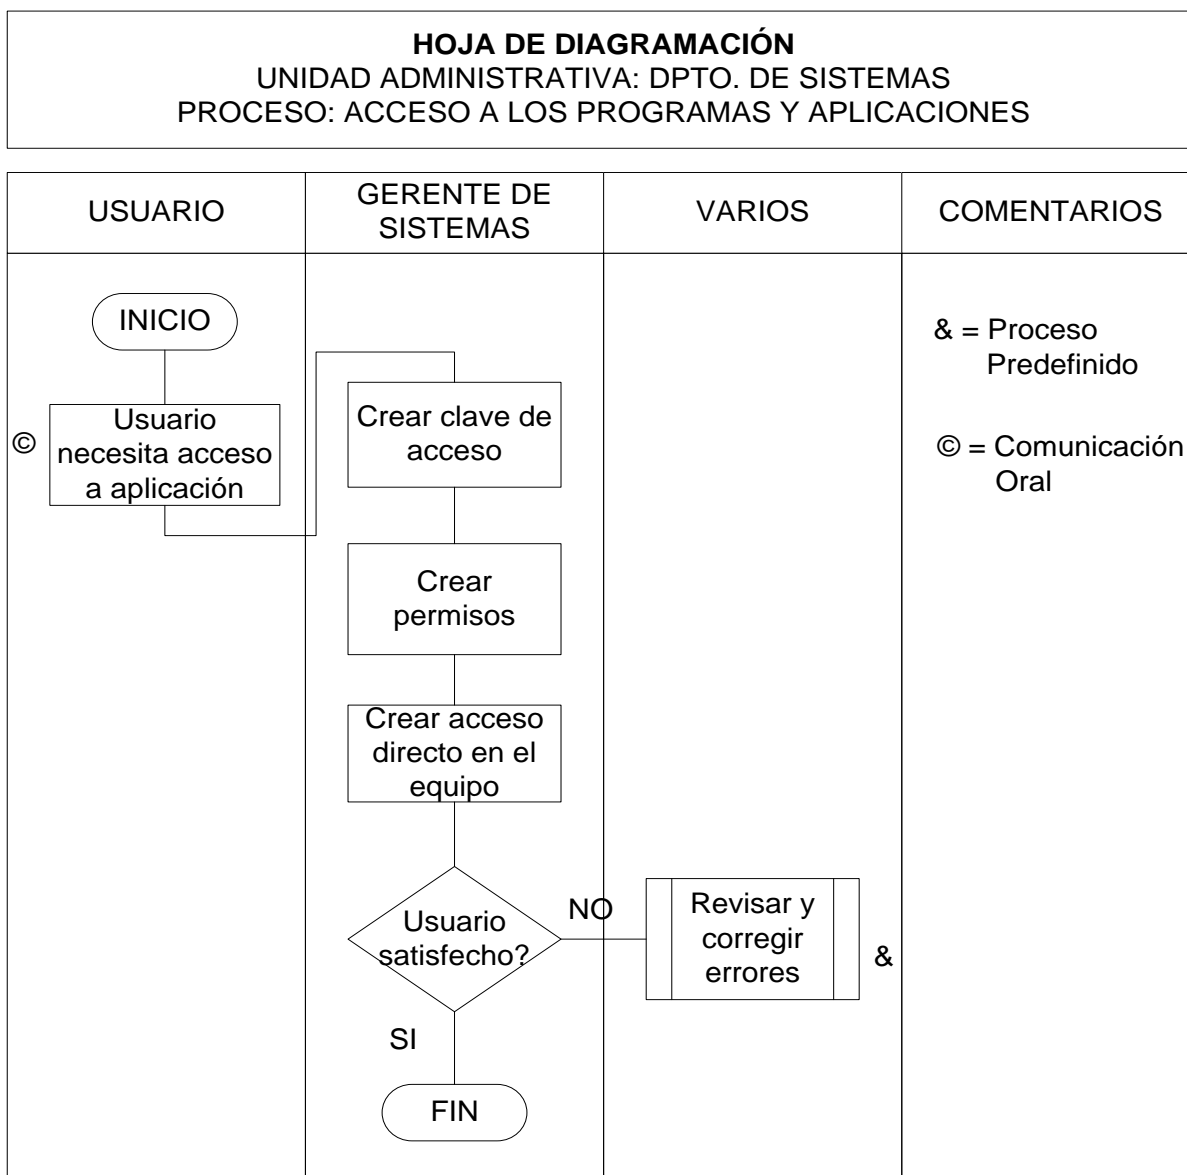 HOJA DE DIAGRAMACIÓN
UNIDAD ADMINISTRATIVA: DPTO. DE SISTEMAS
PROCESO: ACCESO A LOS PROGRAMAS Y APLICACIONES
USUARIO
GERENTE DE
SISTEMAS
VARIOS
COMENTARIOS
INICIO
©
Usuario
necesita acceso
a aplicación
Crear clave de
acceso
Crear
permisos
Crear acceso
directo en el
equipo
Usuario
satisfecho?
NO
Revisar y
corregir
errores
&
SI
FIN
& = Proceso
Predefinido
© = Comunicación
Oral